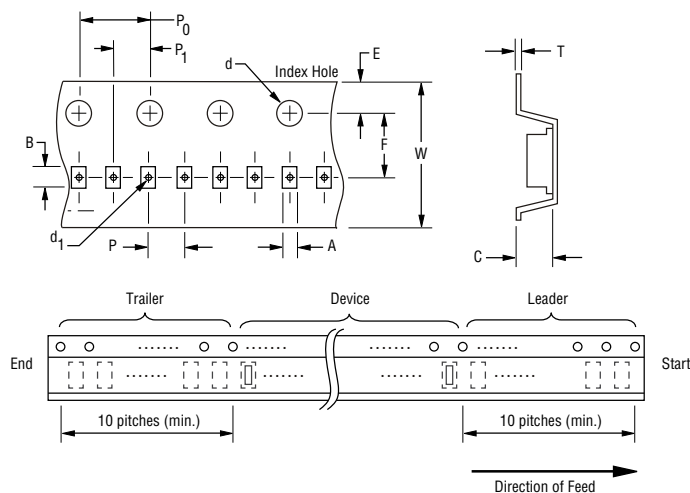 P0
P1
E
T
d
Index Hole
B
F
W
d1
P
A
C
Trailer
Device
Leader
End
.......
.......
.......
Start
.......
.......
.......
.......
10 pitches (min.)
10 pitches (min.)
Direction of Feed